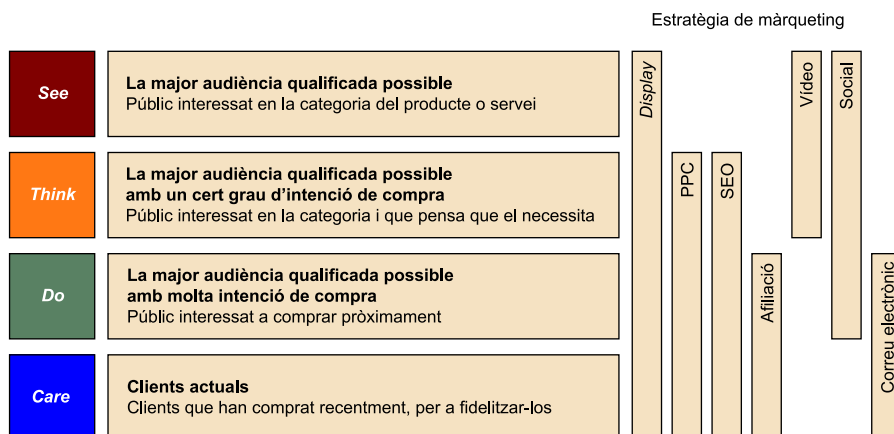 Estratègia de màrqueting
See
La major audiència qualificada possible
Públic interessat en la categoria del producte o servei
Think
La major audiència qualificada possible
amb un cert grau d'intenció de compra
Públic interessat en la categoria i que pensa que el necessita
Do
La major audiència qualificada possible
amb molta intenció de compra
Públic interessat a comprar pròximament
Care
Clients actuals
Clients que han comprat recentment, per a fidelitzar-los
Display
PPC
SEO
Afiliació
Vídeo
Social
Correu electrònic